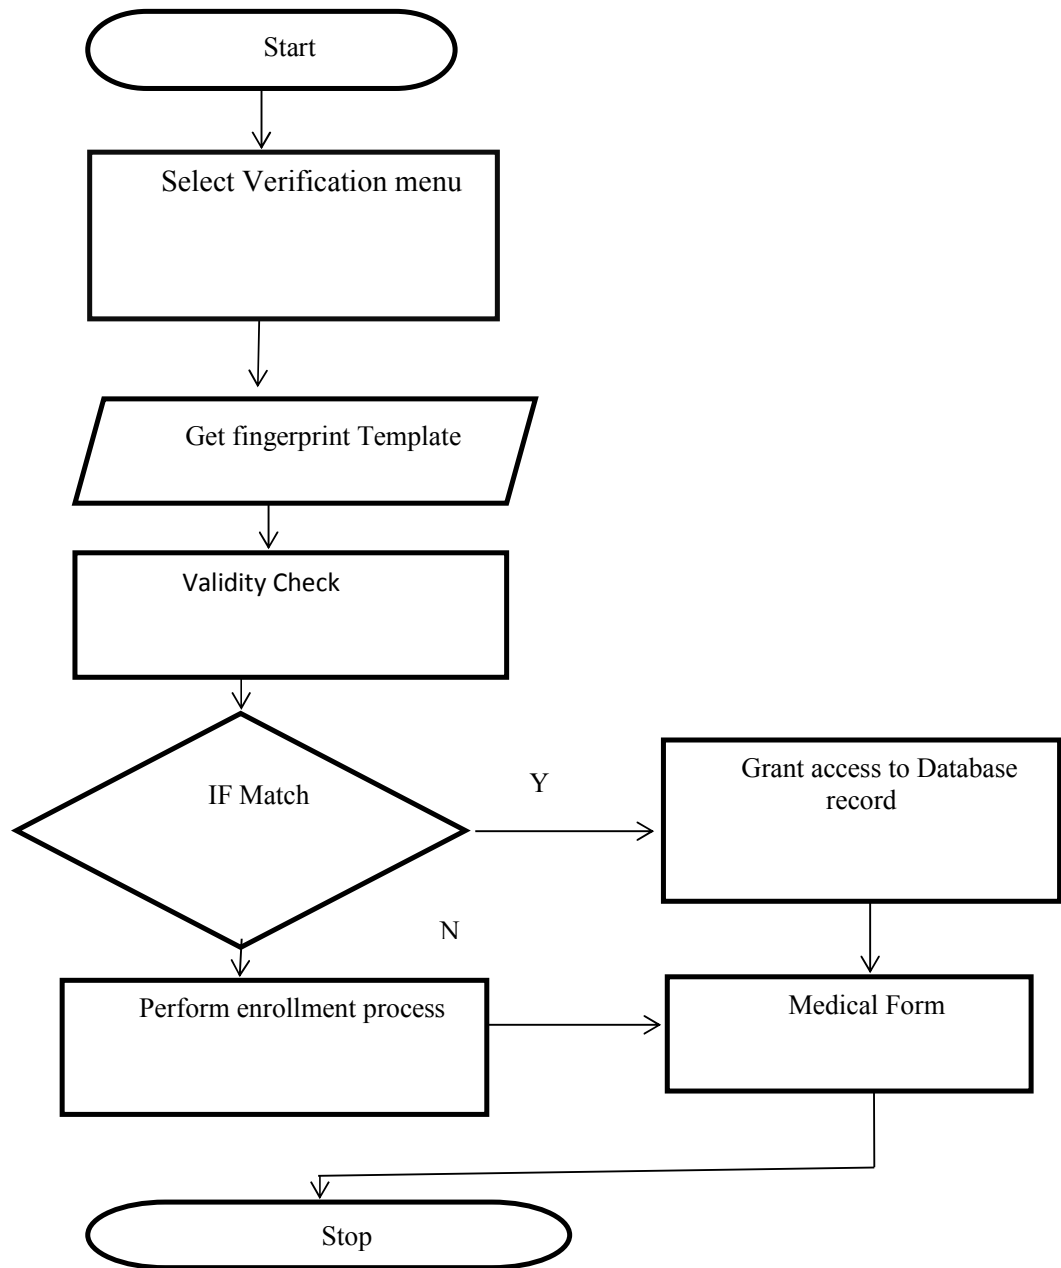 Start
Select Verification menu
Get fingerprint Template
Validity Check
IF Match
Y
Grant access to Database
record
N
Perform enrollment process
Medical Form
Stop